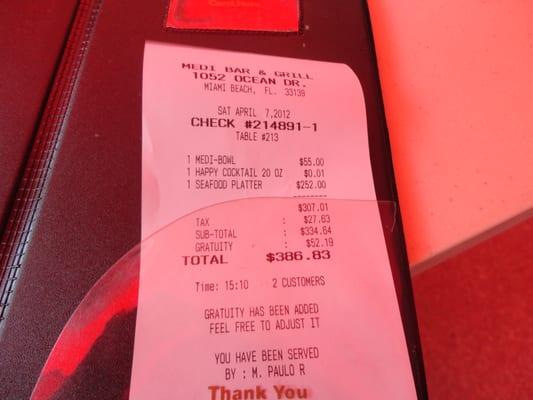 MEDI BAR & GRILL
1052 OCEAN DR.
MIAMI BEACH, FL. 33139
SAT APRIL 7,2012
CHECK #214891-1
TABLE #213
1 MEDI-BOWL $55.00
1 HAPPY COCKTAIL 20 OZ $0.01
1 SEAFOOD PLATTER $252.00
--------
$307.01
TAX : $27.63
SUB-TOTAL : $334.64
GRATUITY : $52.19
TOTAL $386.83
Time: 15:10 2 CUSTOMERS
GRATUITY HAS BEEN ADDED
FEEL FREE TO ADJUST IT
YOU HAVE BEEN SERVED
BY : M. PAULO R
Thank You